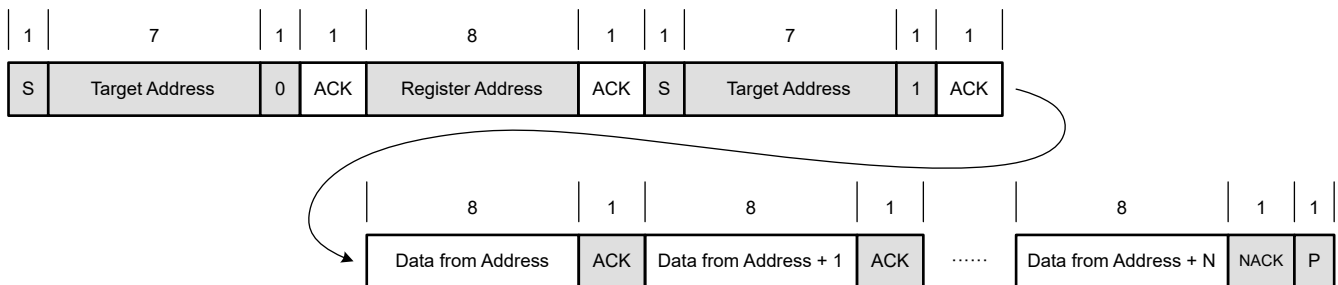 1 7 1 1 8 1 1 7 1 1
S Target Address 0 ACK Register Address ACK S Target Address 1 ACK
8 1 8 1 8 1 1
Data from Address ACK Data from Address + 1 ACK ...... Data from Address + N NACK P